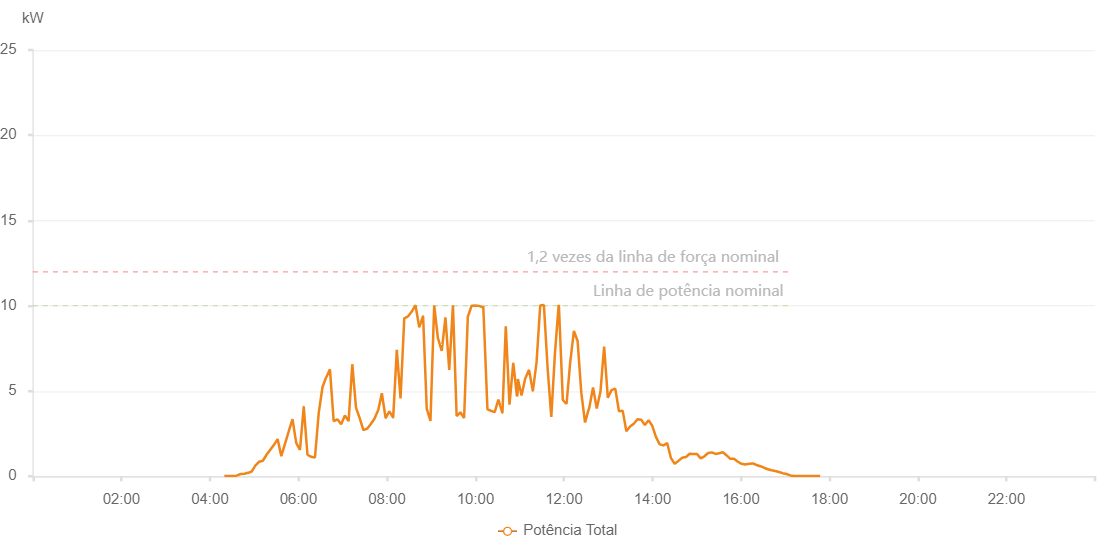 kW
25
20
15
1,2 vezes da linha de força nominal
Linha de potência nominal
10
5
0
02:00 04:00 06:00 08:00 10:00 12:00 14:00 16:00 18:00 20:00 22:00
Potência Total